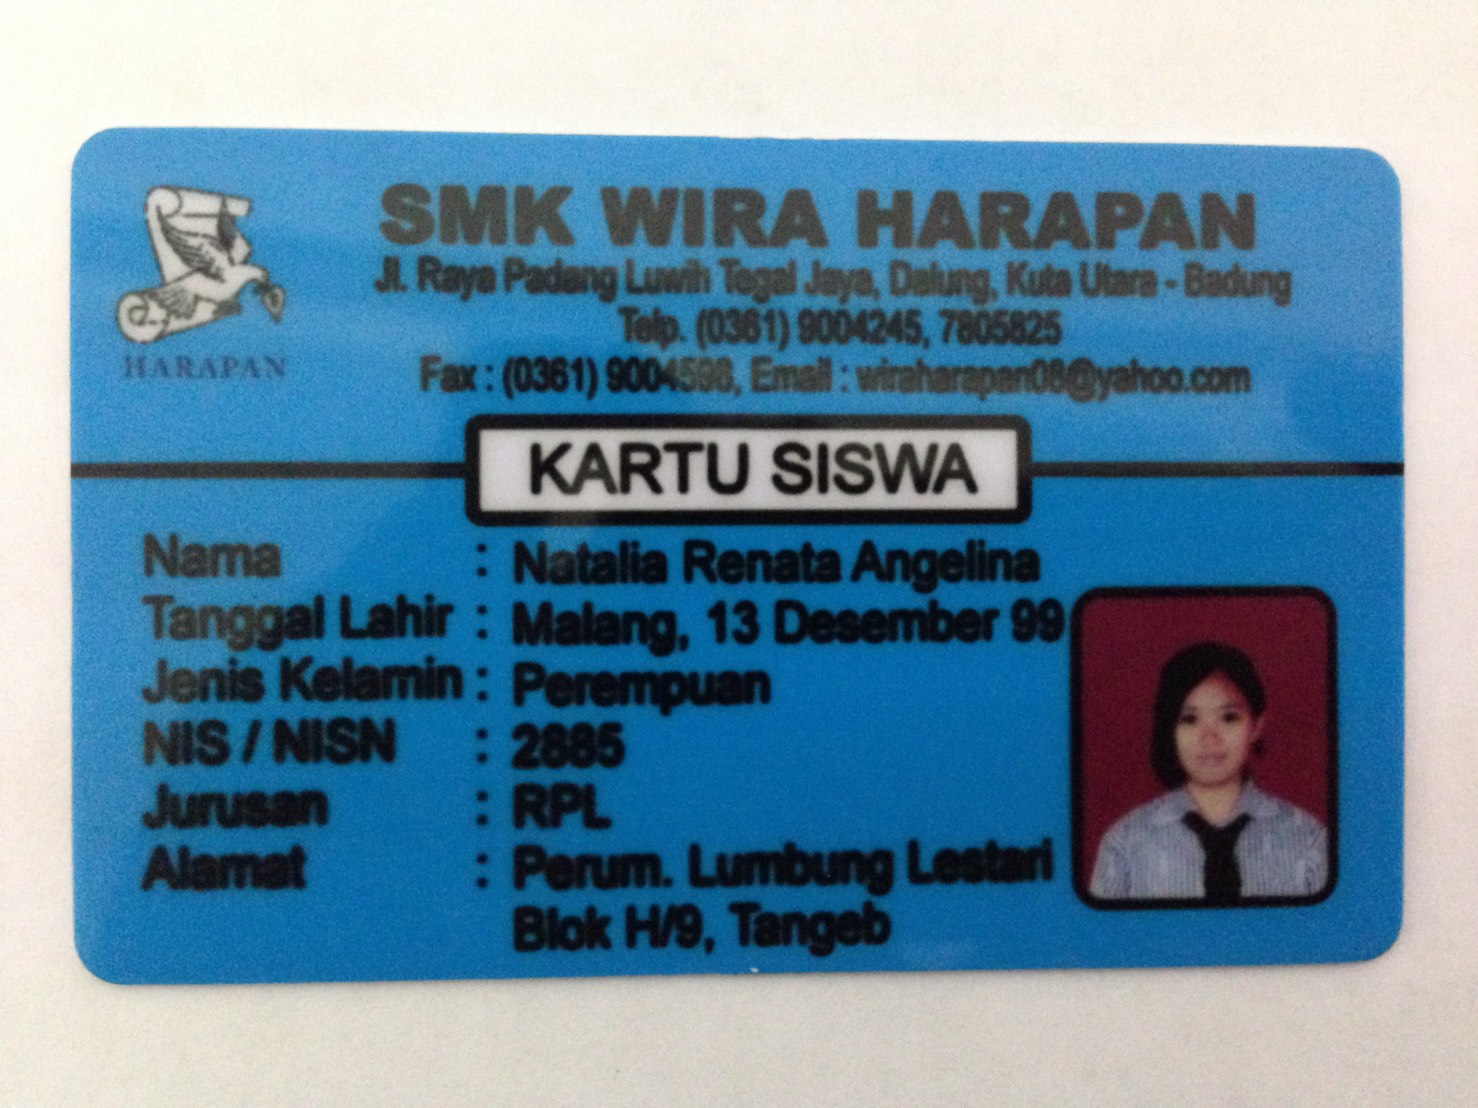 SMK WIRA HARAPAN
Jl. Raya Padang Luwih Tegal Jaya, Dalung, Kuta Utara - Badung
Telp. (0361) 9004245, 7805825
Fax : (0361) 9004598, Email : wiraharapan08@yahoo.com
HARAPAN
KARTU SISWA
Nama : Natalia Renata Angelina
Tanggal Lahir : Malang, 13 Desember 99
Jenis Kelamin : Perempuan
NIS / NISN : 2885
Jurusan : RPL
Alamat : Perum. Lumbung Lestari
Blok H/9, Tangeb